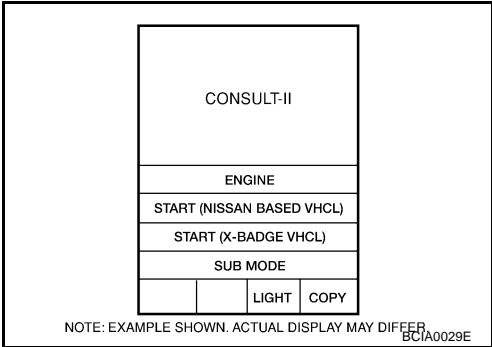 CONSULT-II
ENGINE
START (NISSAN BASED VHCL)
START (X-BADGE VHCL)
SUB MODE
LIGHT COPY
NOTE: EXAMPLE SHOWN. ACTUAL DISPLAY MAY DIFFER.
BCIA0029E